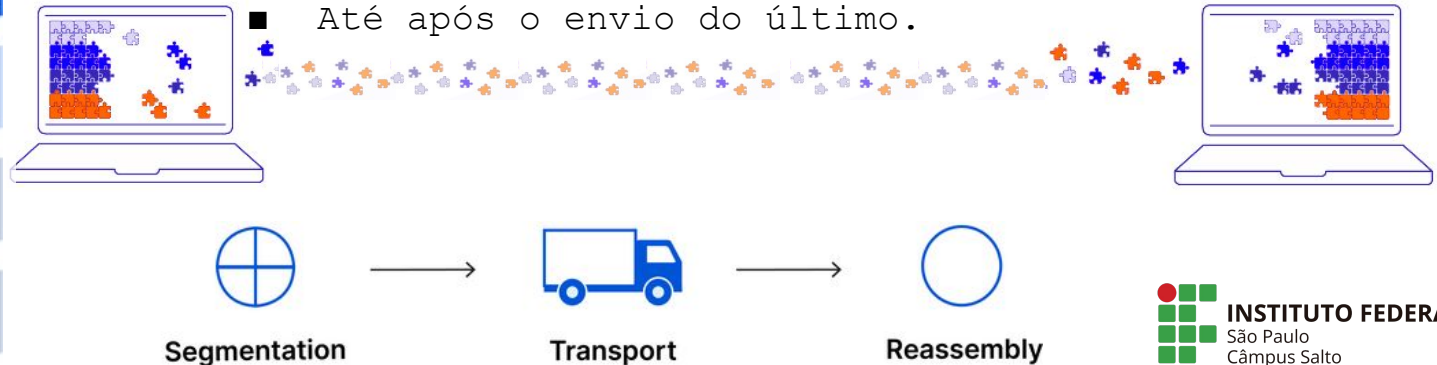 ■ Até após o envio do último.
Segmentation
Transport
Reassembly
INSTITUTO FEDERA
São Paulo
Câmpus Salto